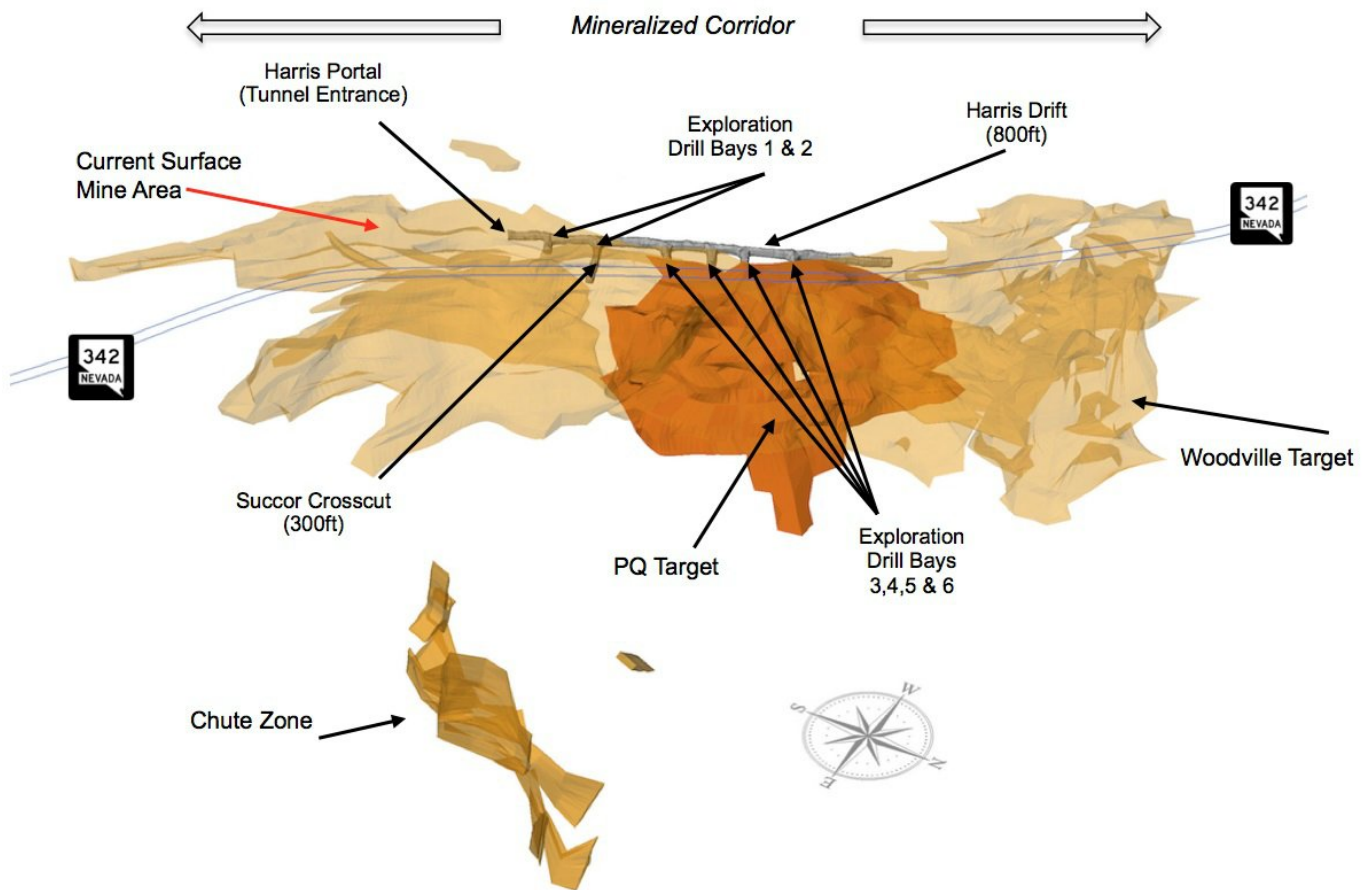 Mineralized Corridor
Harris Portal
(Tunnel Entrance)
Exploration
Drill Bays 1 & 2
Harris Drift
(800ft)
Current Surface
Mine Area
342
NEVADA
342
NEVADA
Woodville Target
Succor Crosscut
(300ft)
PQ Target
Exploration
Drill Bays
3,4,5 & 6
Chute Zone
S
W
E
N